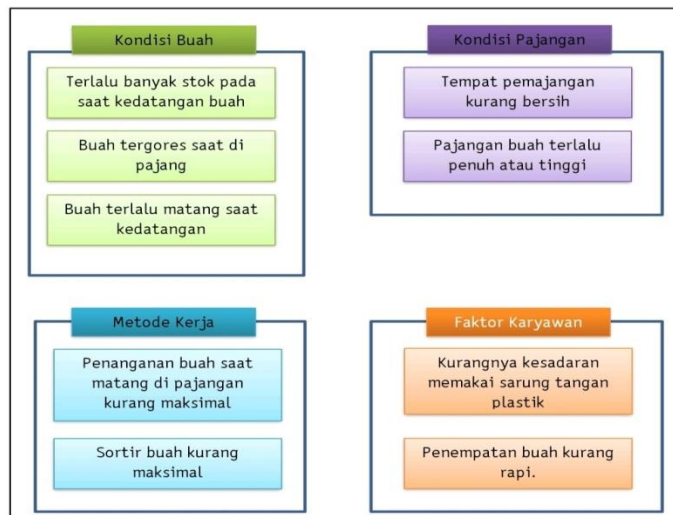 Kondisi Buah
Terlalu banyak stok pada
saat kedatangan buah
Buah tergores saat di
pajang
Buah terlalu matang saat
kedatangan
Kondisi Pajangan
Tempat pemajangan
kurang bersih
Pajangan buah terlalu
penuh atau tinggi
Metode Kerja
Penanganan buah saat
matang di pajangan
kurang maksimal
Sortir buah kurang
maksimal
Faktor Karyawan
Kurangnya kesadaran
memakai sarung tangan
plastik
Penempatan buah kurang
rapi.